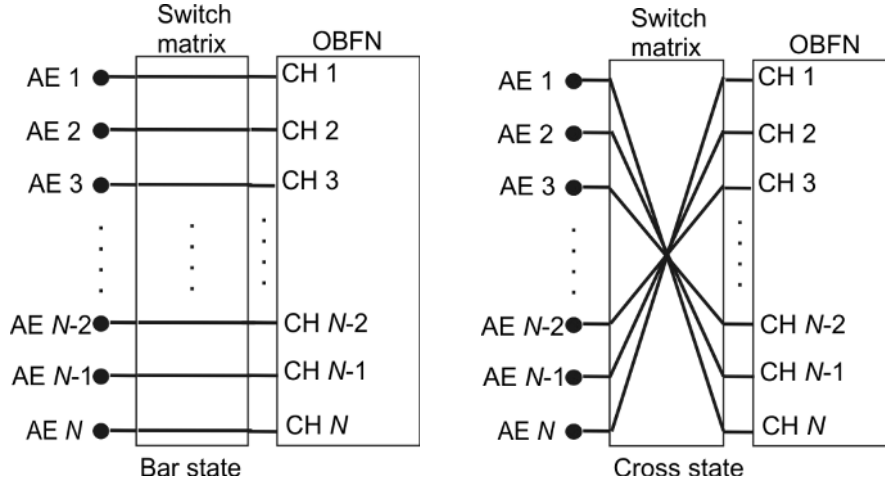 Switch
matrix
OBFN
AE 1
CH 1
AE 2
CH 2
AE 3
CH 3
AE N-2
CH N-2
AE N-1
CH N-1
AE N
CH N
Bar state
Switch
matrix
OBFN
AE 1
CH 1
AE 2
CH 2
AE 3
CH 3
AE N-2
CH N-2
AE N-1
CH N-1
AE N
CH N
Cross state